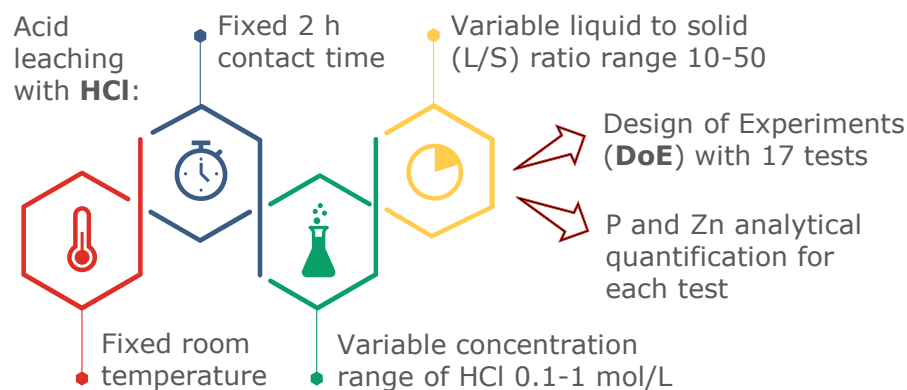 Acid
leaching
with HCl:
Fixed 2 h
contact time
Variable liquid to solid
(L/S) ratio range 10-50
Design of Experiments
(DoE) with 17 tests
P and Zn analytical
quantification for
each test
Fixed room
temperature
Variable concentration
range of HCl 0.1-1 mol/L